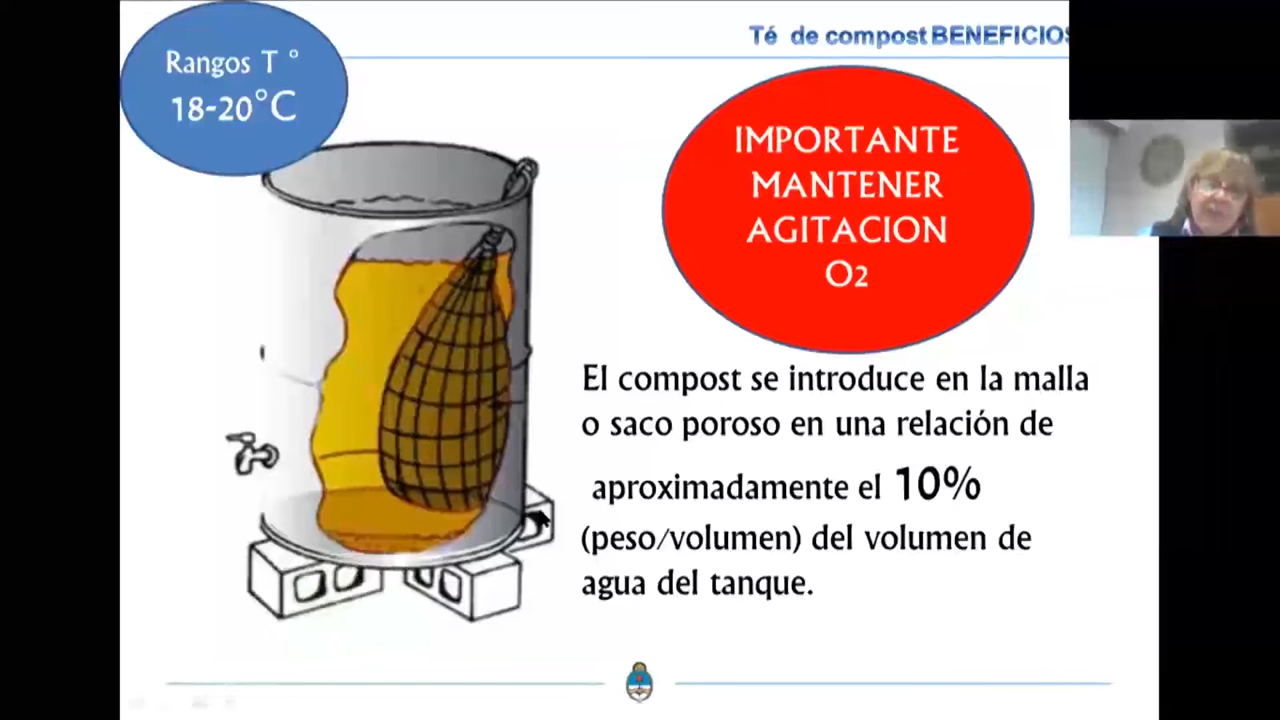 Té de compost BENEFICIOS
Rangos T °
18-20°C
IMPORTANTE
MANTENER
AGITACION
O2
El compost se introduce en la malla
o saco poroso en una relación de
aproximadamente el 10%
(peso/volumen) del volumen de
agua del tanque.